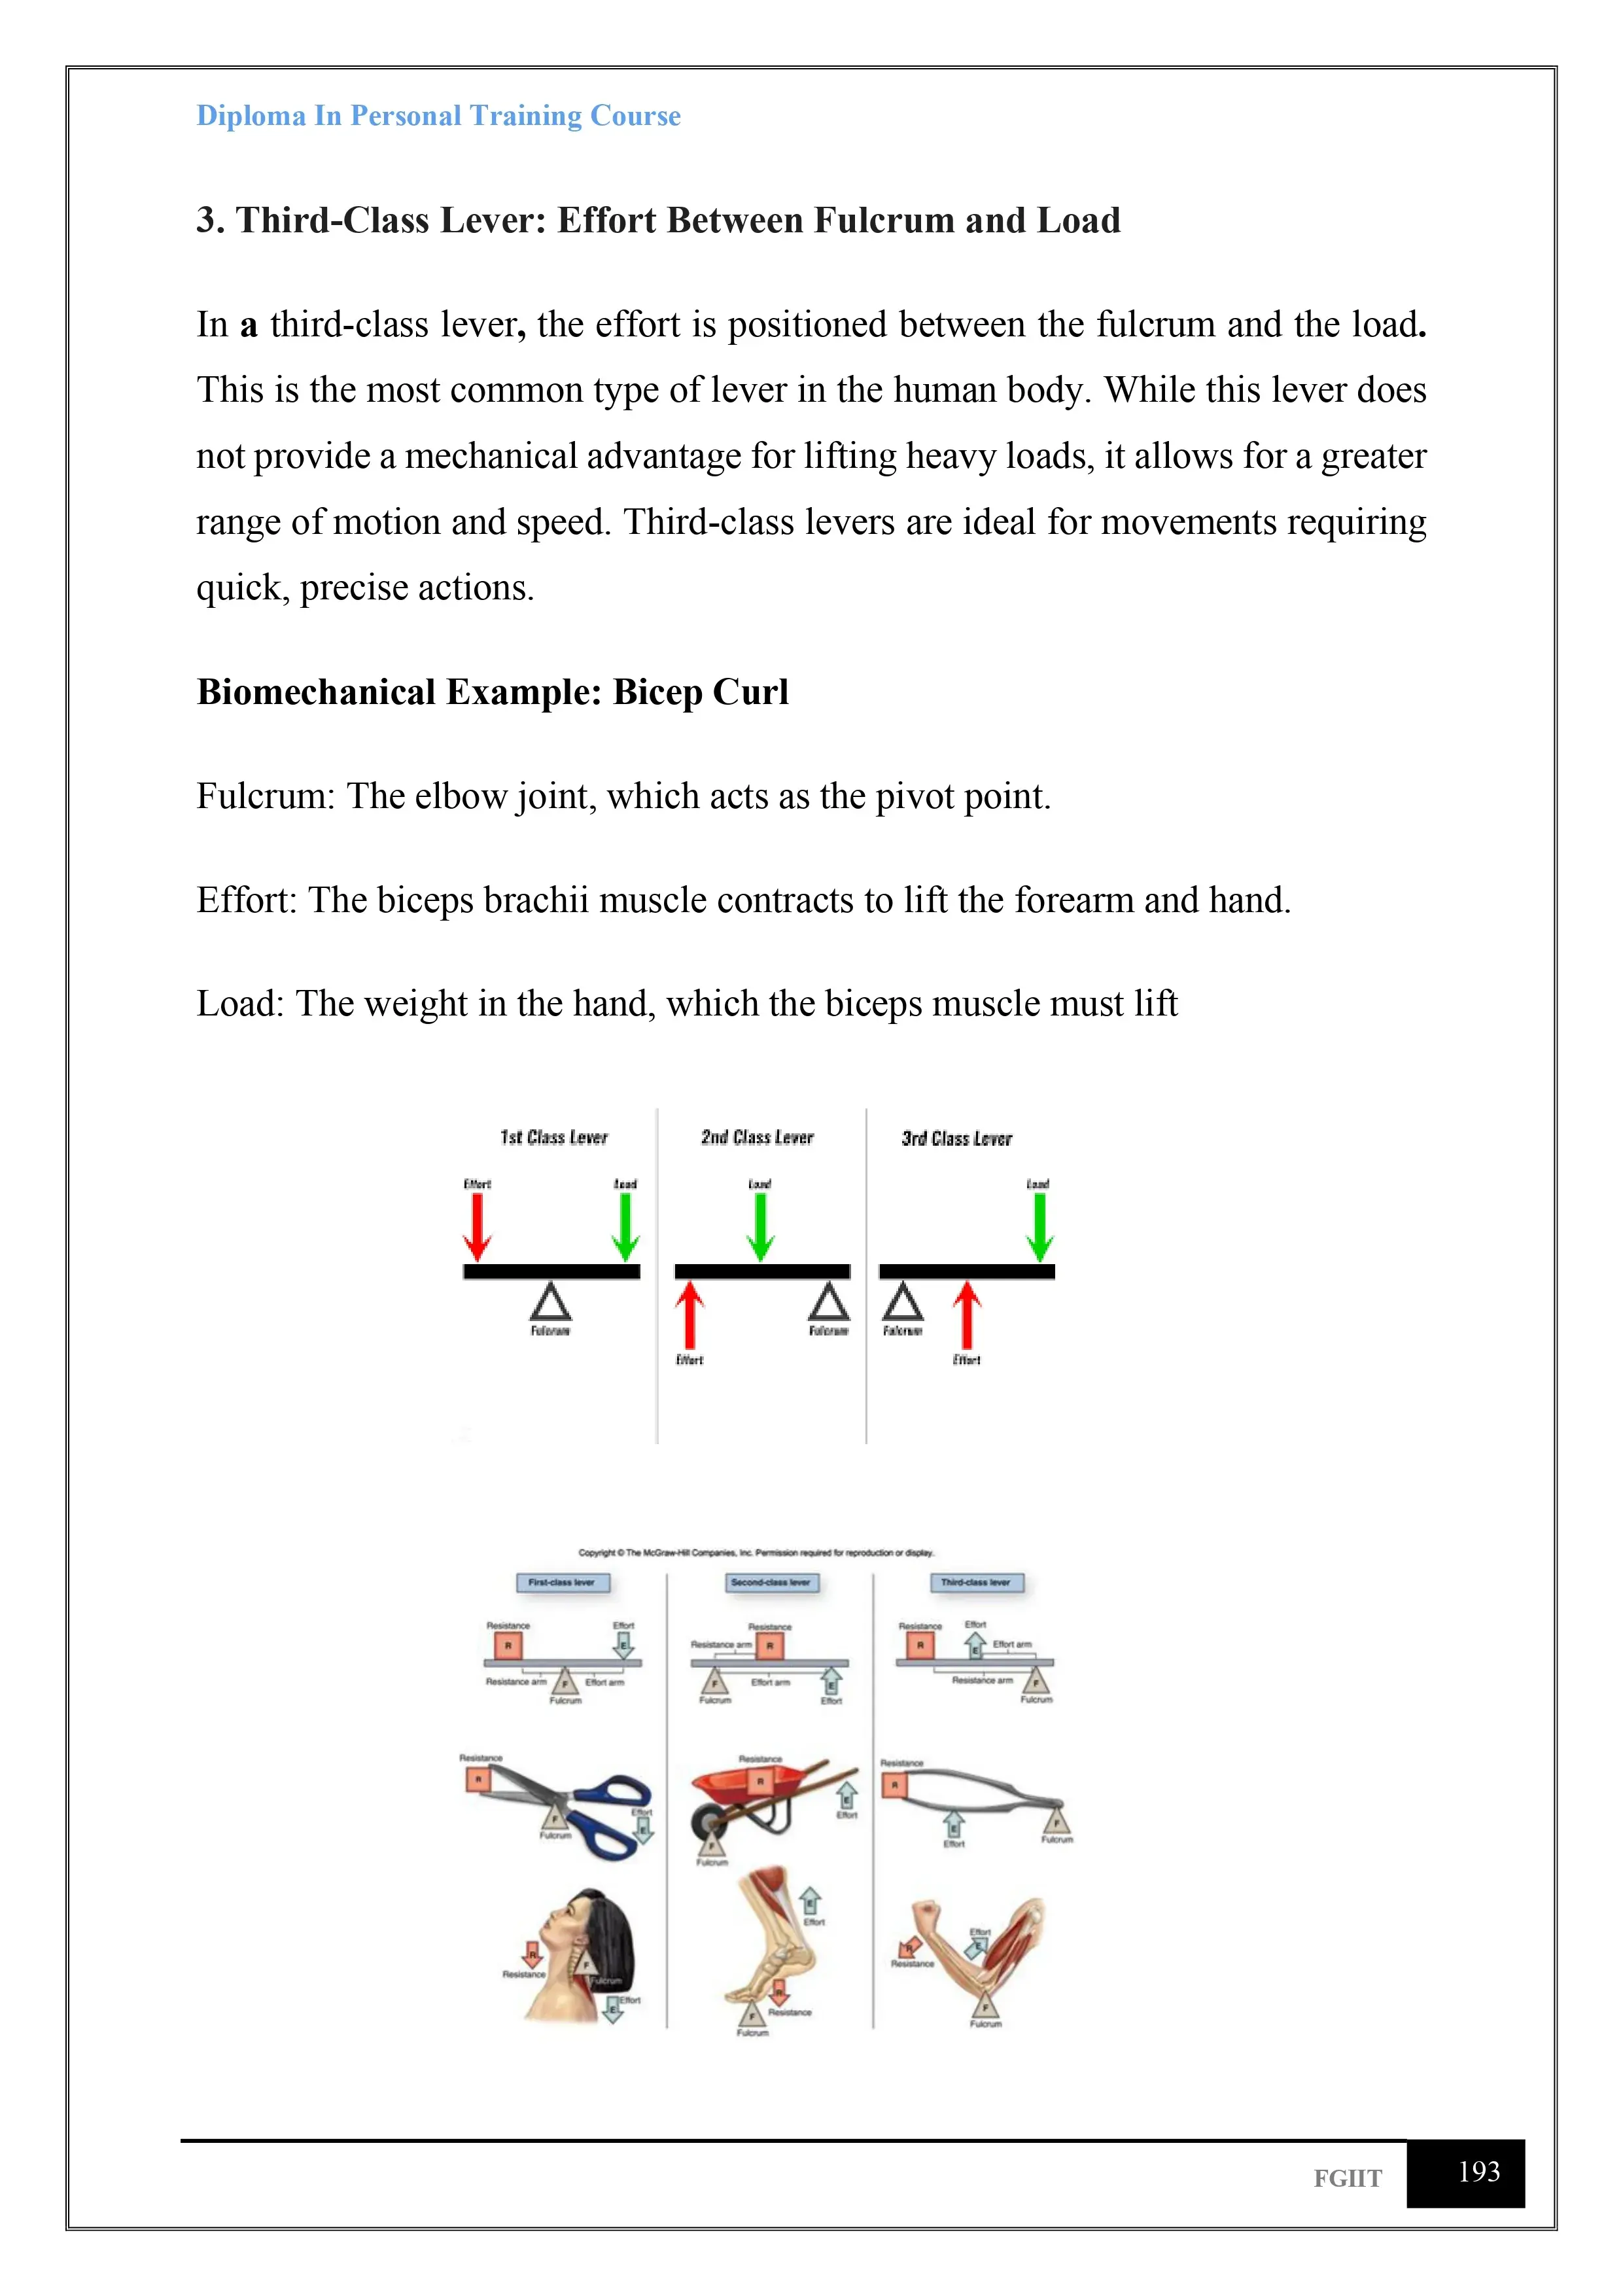 Diploma In Personal Training Course
3. Third-Class Lever: Effort Between Fulcrum and Load
In a third-class lever, the effort is positioned between the fulcrum and the load.
This is the most common type of lever in the human body. While this lever does
not provide a mechanical advantage for lifting heavy loads, it allows for a greater
range of motion and speed. Third-class levers are ideal for movements requiring
quick, precise actions.
Biomechanical Example: Bicep Curl
Fulcrum: The elbow joint, which acts as the pivot point.
Effort: The biceps brachii muscle contracts to lift the forearm and hand.
Load: The weight in the hand, which the biceps muscle must lift
1st Class Lever
Effort
Load
Fulcrum
2nd Class Lever
Load
Fulcrum
Effort
3rd Class Lever
Load
Fulcrum
Effort
Copyright © The McGraw-Hill Companies, Inc. Permission required for reproduction or display.
First-class lever
Resistance
Effort
R
E
Resistance arm
F
Effort arm
Fulcrum
Resistance
R
F
Fulcrum
Effort
E
R
Resistance
F
Fulcrum
Effort
E
Second-class lever
Resistance
Resistance arm
R
F
Effort arm
E
Fulcrum
Effort
Resistance
R
E
Effort
F
Fulcrum
E
Effort
R
Resistance
F
Fulcrum
Third-class lever
Resistance
Effort
R
E
Effort arm
Resistance arm
F
Fulcrum
Resistance
R
E
Effort
F
Fulcrum
Effort
E
R
Resistance
F
Fulcrum
FGIIT
193